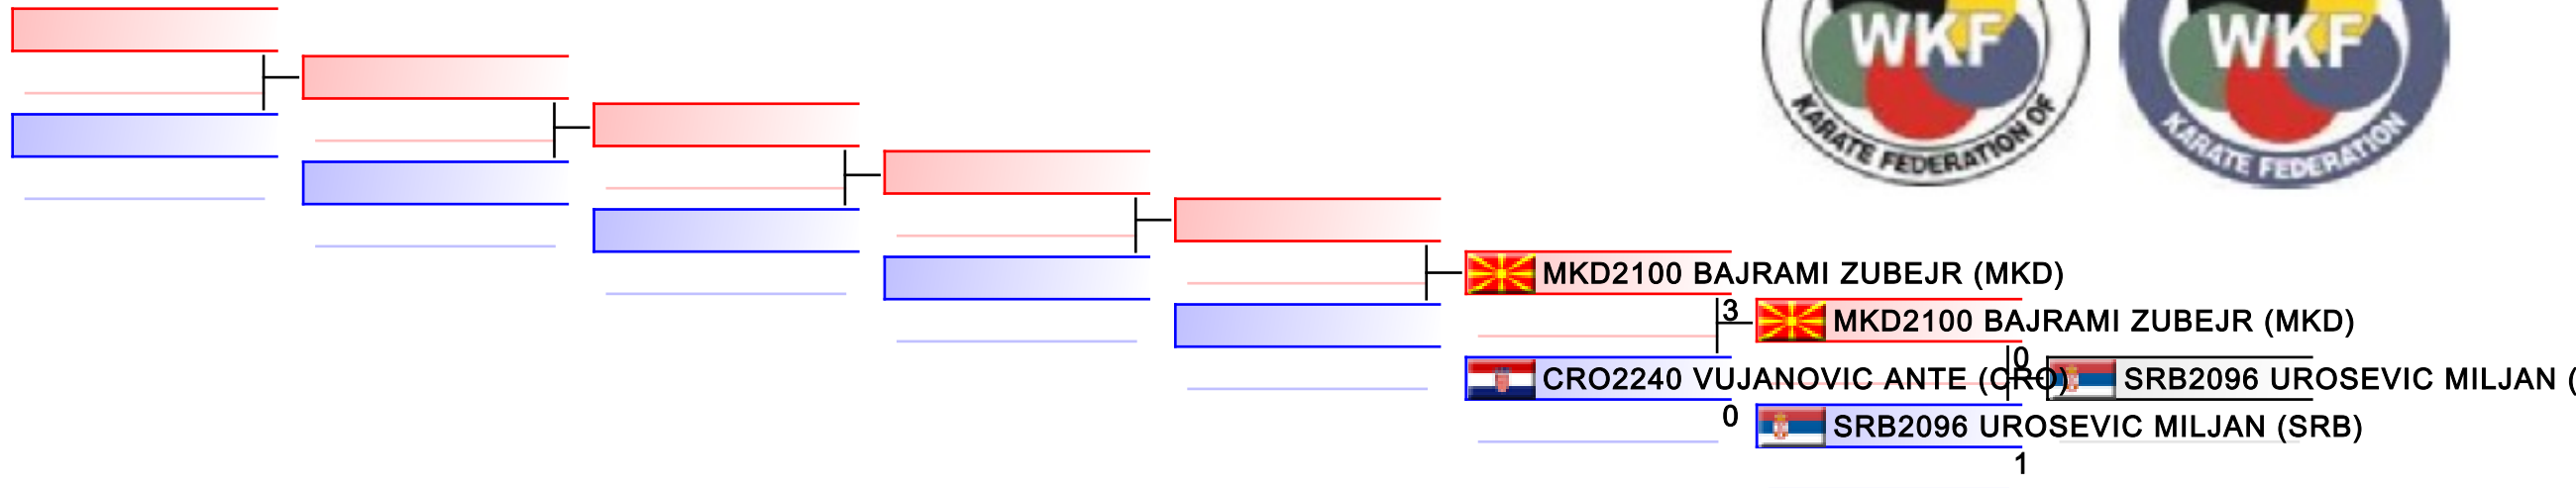 WKF
KARATE FEDERATION OF
WKF
KARATE FEDERATION
MKD2100 BAJRAMI ZUBEJR (MKD)
3
MKD2100 BAJRAMI ZUBEJR (MKD)
0
CRO2240 VUJANOVIC ANTE (CRO)
SRB2096 UROSEVIC MILJAN (
0
SRB2096 UROSEVIC MILJAN (SRB)
1